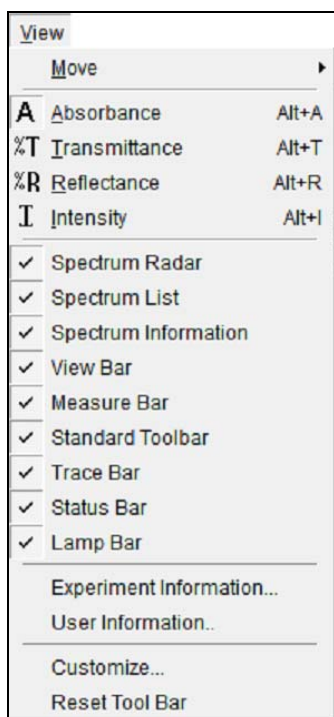 View
Move
A Absorbance Alt+A
%T Transmittance Alt+T
%R Reflectance Alt+R
I Intensity Alt+I
Spectrum Radar
Spectrum List
Spectrum Information
View Bar
Measure Bar
Standard Toolbar
Trace Bar
Status Bar
Lamp Bar
Experiment Information...
User Information..
Customize...
Reset Tool Bar